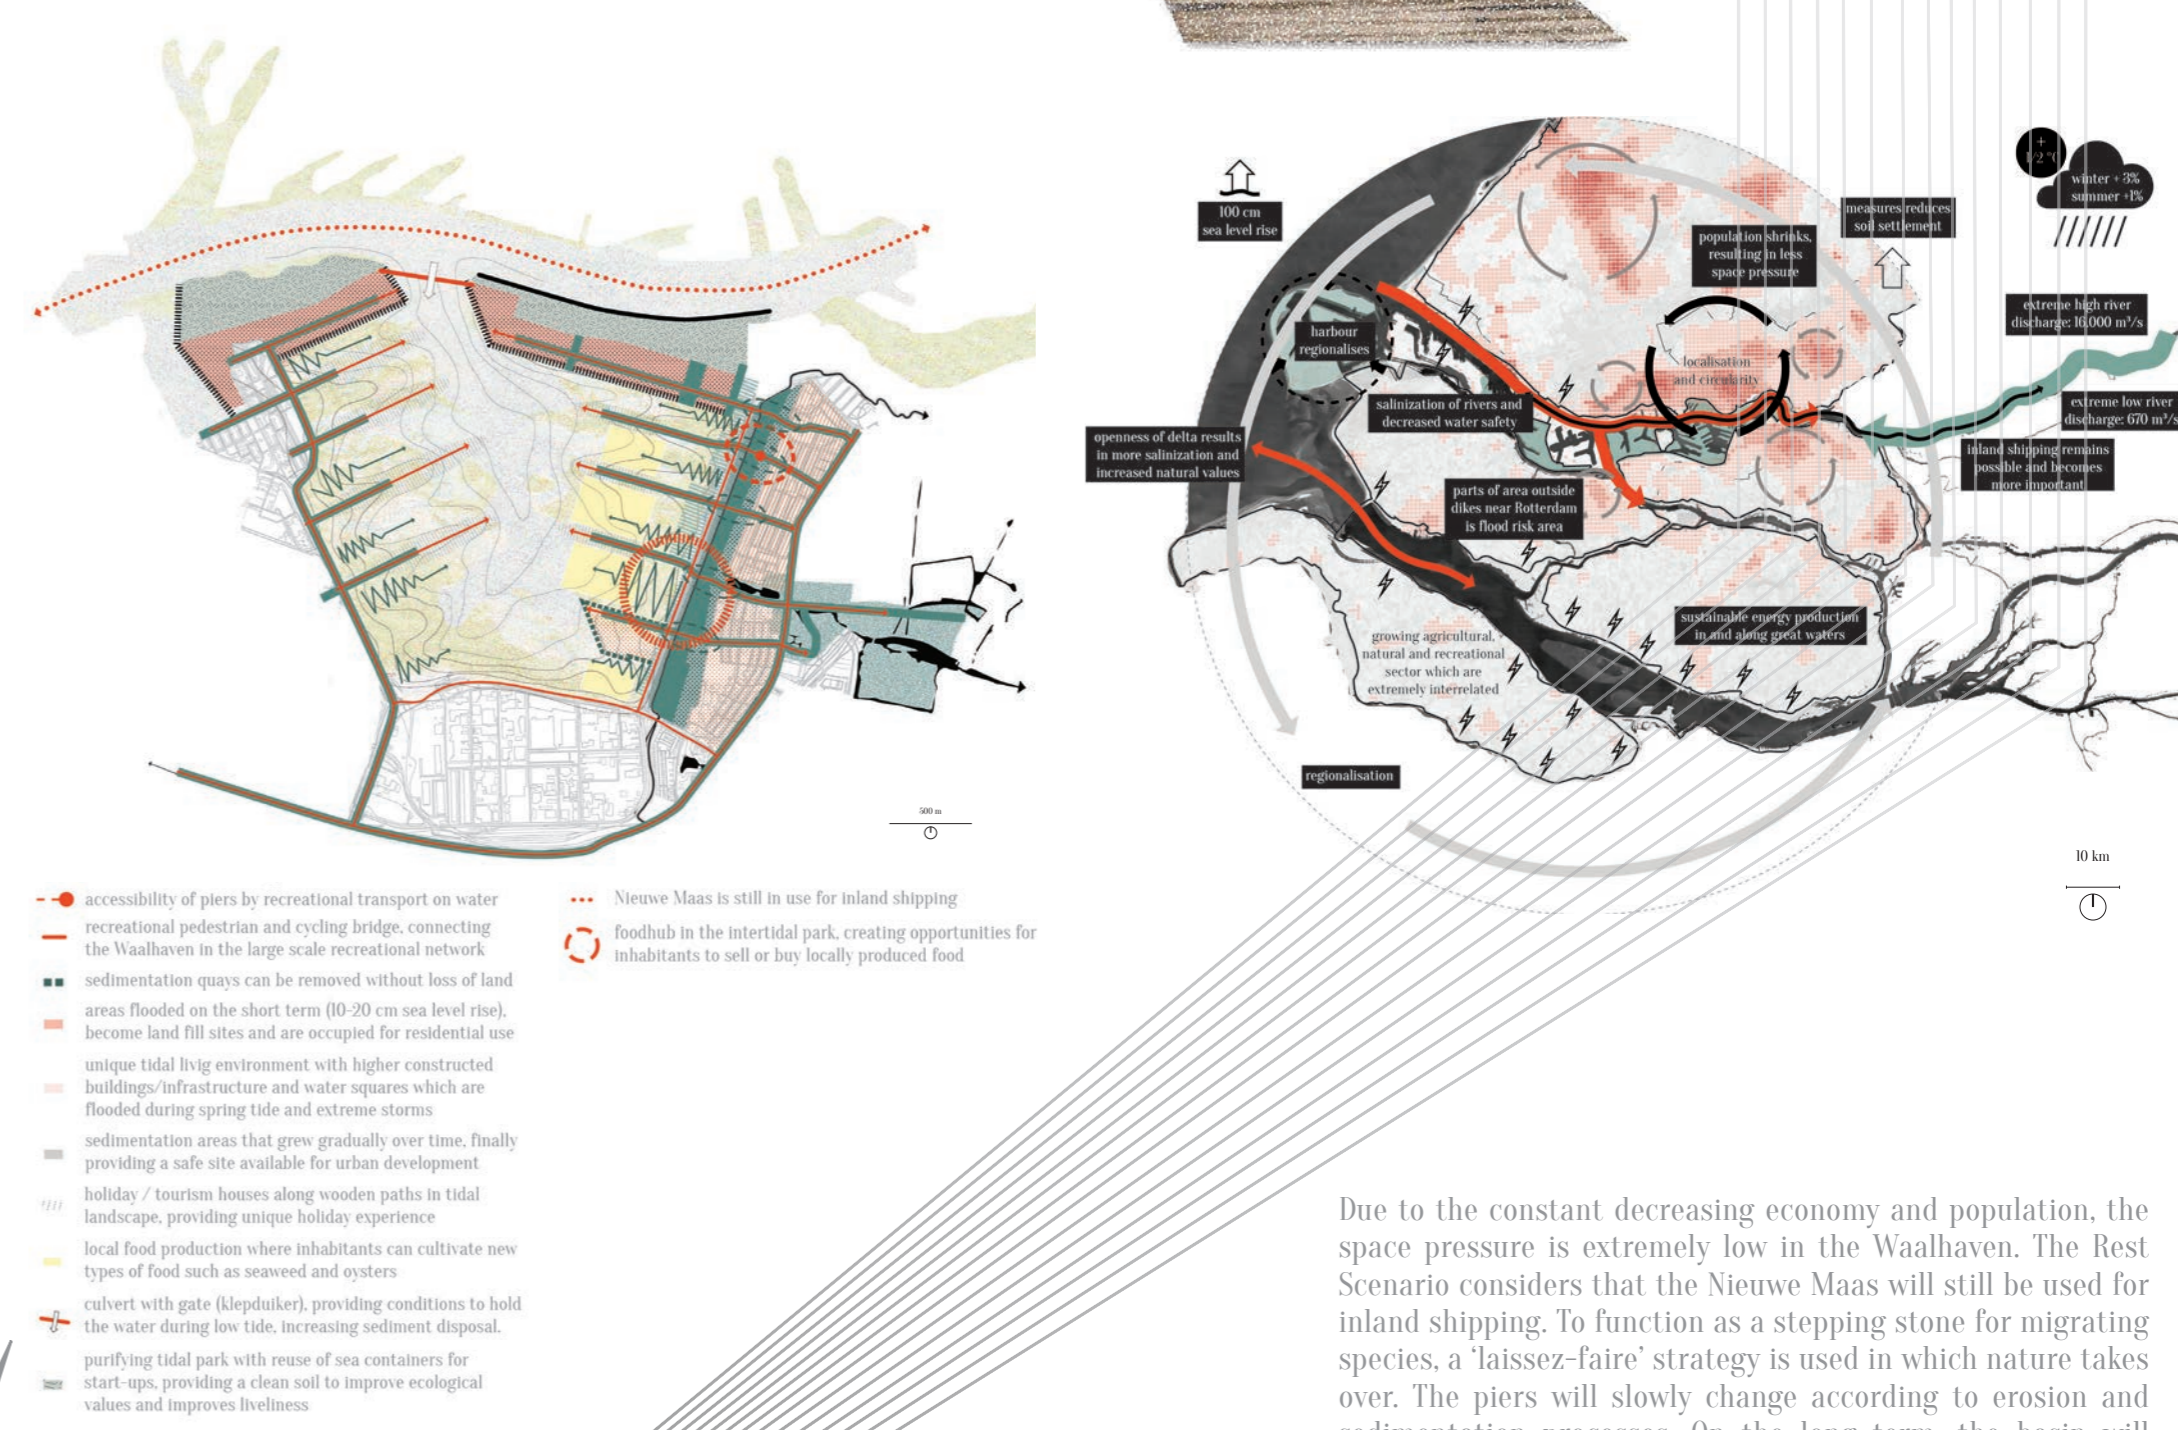 500 m
accessibility of piers by recreational transport on water
recreational pedestrian and cycling bridge, connecting
the Waalhaven in the large scale recreational network
sedimentation quays can be removed without loss of land
areas flooded on the short term (10-20 cm sea level rise),
become land fill sites and are occupied for residential use
unique tidal livig environment with higher constructed
buildings/infrastructure and water squares which are
flooded during spring tide and extreme storms
sedimentation areas that grew gradually over time, finally
providing a safe site available for urban development
holiday / tourism houses along wooden paths in tidal
landscape, providing unique holiday experience
local food production where inhabitants can cultivate new
types of food such as seaweed and oysters
culvert with gate (klepduiker), providing conditions to hold
the water during low tide, increasing sediment disposal.
purifying tidal park with reuse of sea containers for
start-ups, providing a clean soil to improve ecological
values and improves liveliness
Nieuwe Maas is still in use for inland shipping
foodhub in the intertidal park, creating opportunities for
inhabitants to sell or buy locally produced food
100 cm
sea level rise
+
1/2 °C
winter + 3%
summer +1%
measures reduces
soil settlement
population shrinks,
resulting in less
space pressure
extreme high river
discharge: 16.000 m³/s
harbour
regionalises
localisation
and circularity
salinization of rivers and
decreased water safety
extreme low river
discharge: 670 m³/s
openness of delta results
in more salinization and
increased natural values
inland shipping remains
possible and becomes
more important
parts of area outside
dikes near Rotterdam
is flood risk area
sustainable energy production
in and along great waters
growing agricultural,
natural and recreational
sector which are
extremely interrelated
regionalisation
10 km
Due to the constant decreasing economy and population, the
space pressure is extremely low in the Waalhaven. The Rest
Scenario considers that the Nieuwe Maas will still be used for
inland shipping. To function as a stepping stone for migrating
species, a ‘laissez-faire’ strategy is used in which nature takes
over. The piers will slowly change according to erosion and
sedimentation processes. On the long term, the basin will